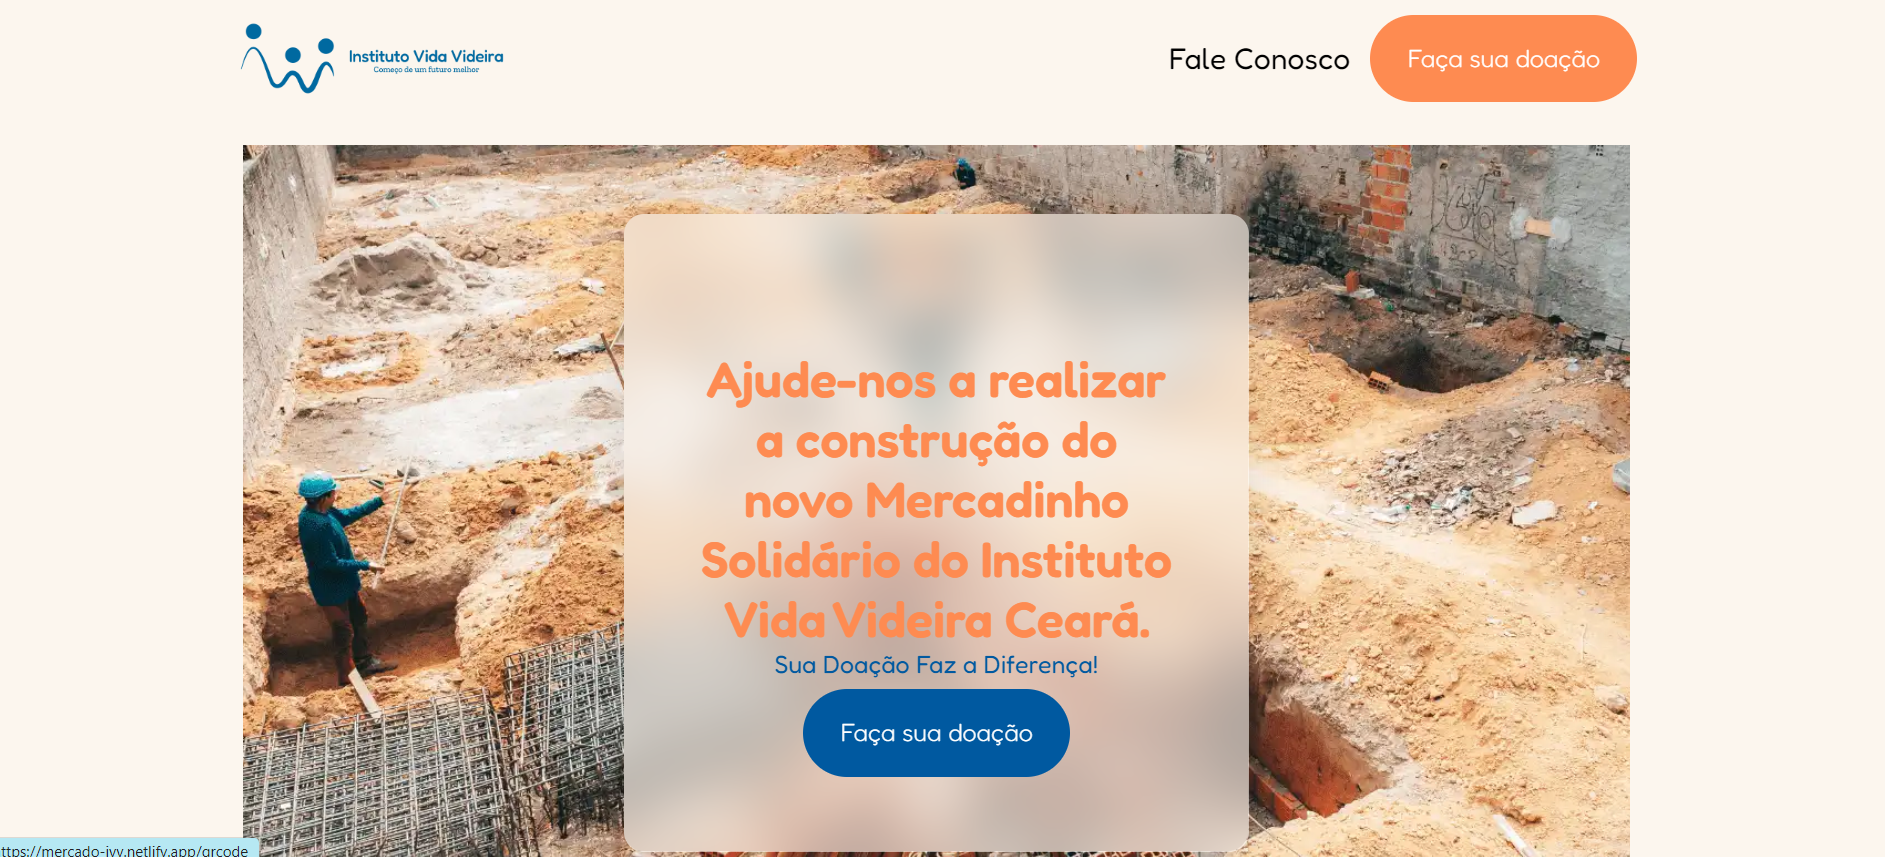 Instituto Vida Videira
Começo de um futuro melhor
Fale Conosco
Faça sua doação
Ajude-nos a realizar
a construção do
novo Mercadinho
Solidário do Instituto
Vida Videira Ceará.
Sua Doação Faz a Diferença!
Faça sua doação
ttps://mercado-ivv.netlify.app/qrcode